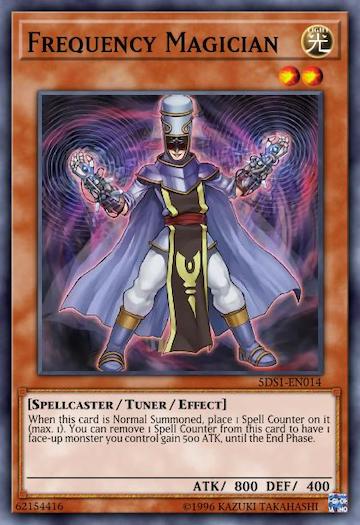 FREQUENCY MAGICIAN
LIGHT
光
5DS1-EN014
[SPELLCASTER / TUNER / EFFECT]
When this card is Normal Summoned, place 1 Spell Counter on it
(max. 1). You can remove 1 Spell Counter from this card to have 1
face-up monster you control gain 500 ATK, until the End Phase.
ATK/ 800 DEF/ 400
62154416
©1996 KAZUKI TAKAHASHI